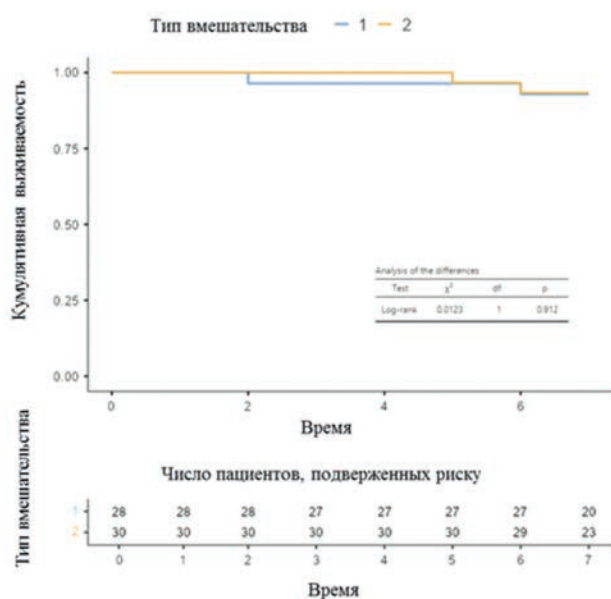 Тип вмешательства 1 2
Кумулятивная выживаемость
1.00
0.75
0.50
0.25
0.00
Analysis of the differences
Text χ² df p
Log-rank 0.0123 1 0.912
0 2 4 6
Время
Тип вмешательства
Число пациентов, подверженных риску
1 28 28 28 27 27 27 27 20
2 30 30 30 30 30 30 29 23
0 1 2 3 4 5 6 7
Время